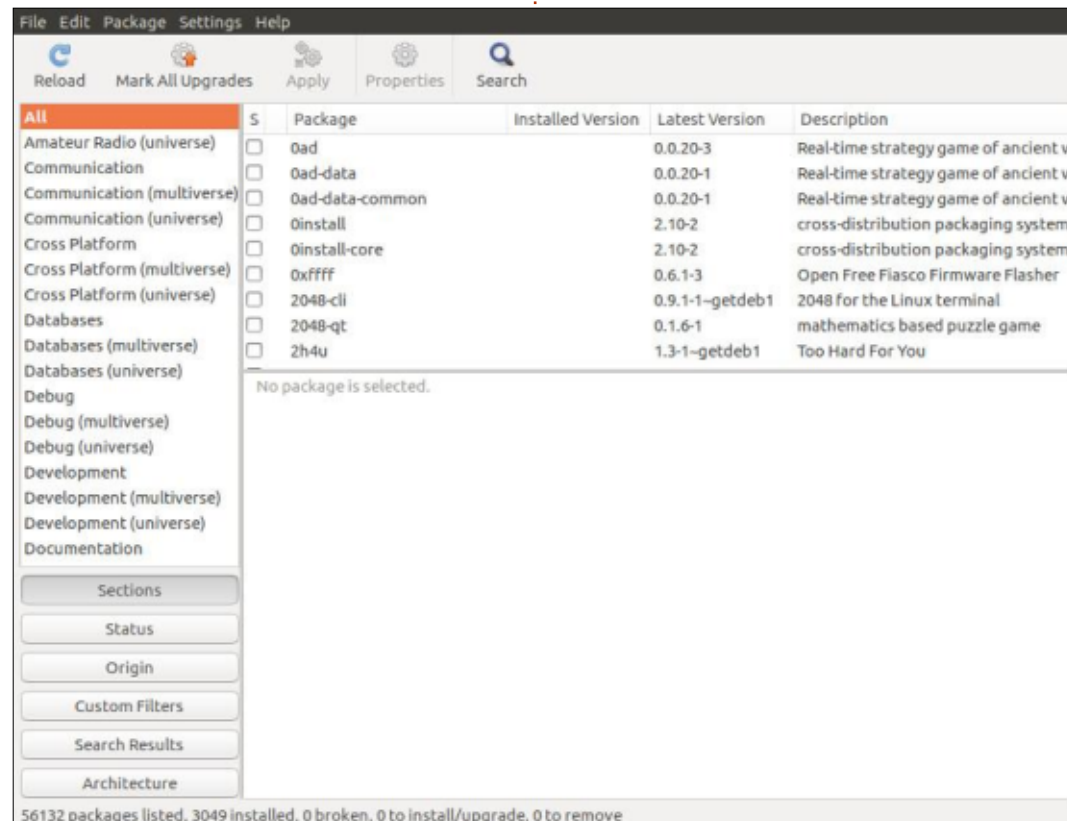 File Edit Package Settings Help
Reload Mark All Upgrades Apply Properties Search
All
Amateur Radio (universe)
Communication
Communication (multiverse)
Communication (universe)
Cross Platform
Cross Platform (multiverse)
Cross Platform (universe)
Databases
Databases (multiverse)
Databases (universe)
Debug
Debug (multiverse)
Debug (universe)
Development
Development (multiverse)
Development (universe)
Documentation
Sections
Status
Origin
Custom Filters
Search Results
Architecture
S Package Installed Version Latest Version Description
0ad 0.0.20-3 Real-time strategy game of ancient
0ad-data 0.0.20-1 Real-time strategy game of ancient
0ad-data-common 0.0.20-1 Real-time strategy game of ancient
0install 2.10-2 cross-distribution packaging system
0install-core 2.10-2 cross-distribution packaging system
0xffff 0.6.1-3 Open Free Fiasco Firmware Flasher
2048-cli 0.9.1-1~getdeb1 2048 for the Linux terminal
2048-qt 0.1.6-1 mathematics based puzzle game
2h4u 1.3-1~getdeb1 Too Hard For You
No package is selected.
56132 packages listed, 3049 installed, 0 broken, 0 to install/upgrade, 0 to remove